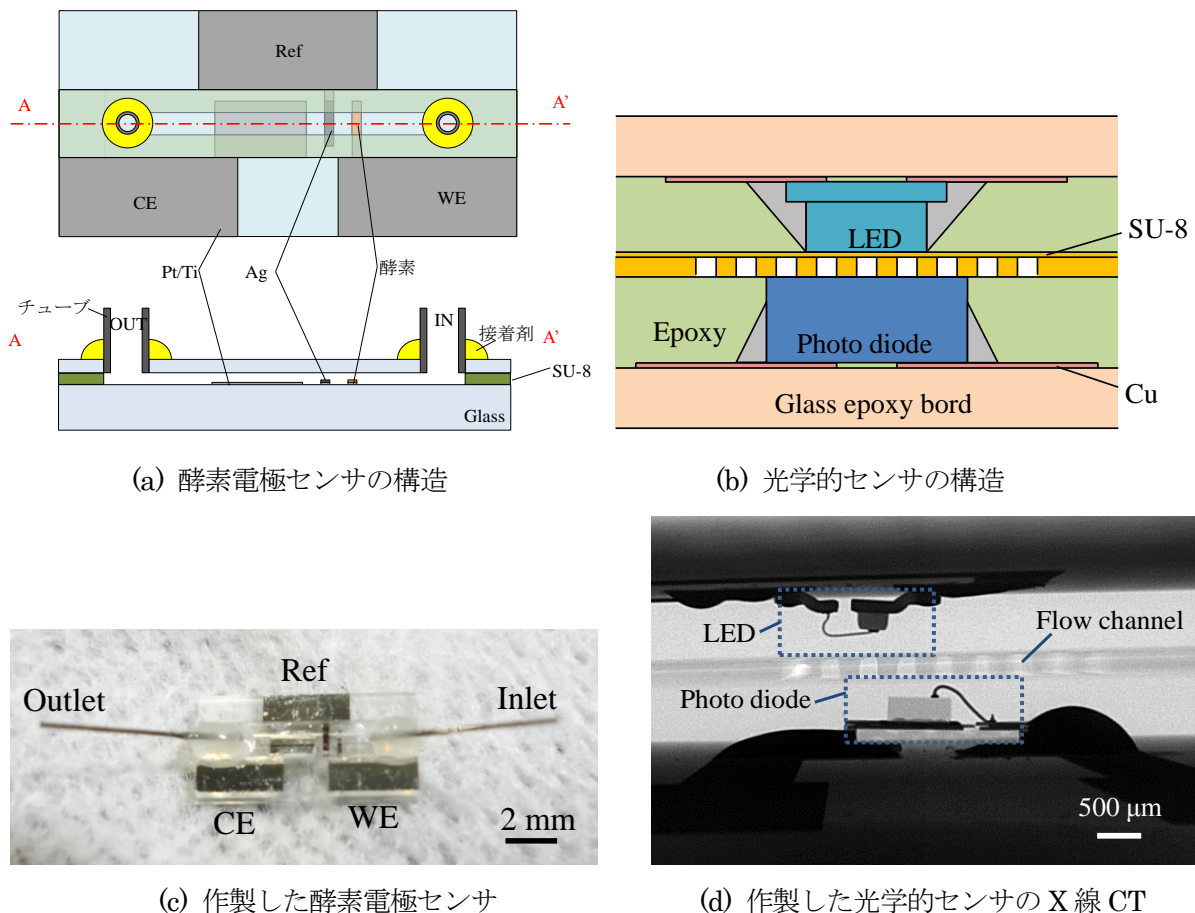 Ref
A
A'
CE
WE
Pt/Ti
Ag
酵素
チューブ
OUT
IN
接着剤
A
A'
SU-8
Glass
(a) 酵素電極センサの構造
LED
SU-8
Epoxy
Photo diode
Cu
Glass epoxy bord
(b) 光学的センサの構造
Ref
Outlet
Inlet
CE
WE
2 mm
(c) 作製した酵素電極センサ
LED
Flow channel
Photo diode
500 μm
(d) 作製した光学的センサの X 線 CT